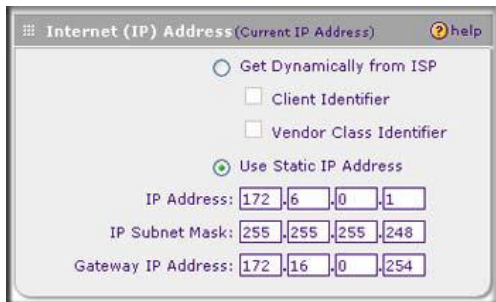 Internet (IP) Address (Current IP Address) ? help
Get Dynamically from ISP
Client Identifier
Vendor Class Identifier
Use Static IP Address
IP Address: 172 .6 .0 .1
IP Subnet Mask: 255 .255 .255 .248
Gateway IP Address: 172 .16 .0 .254